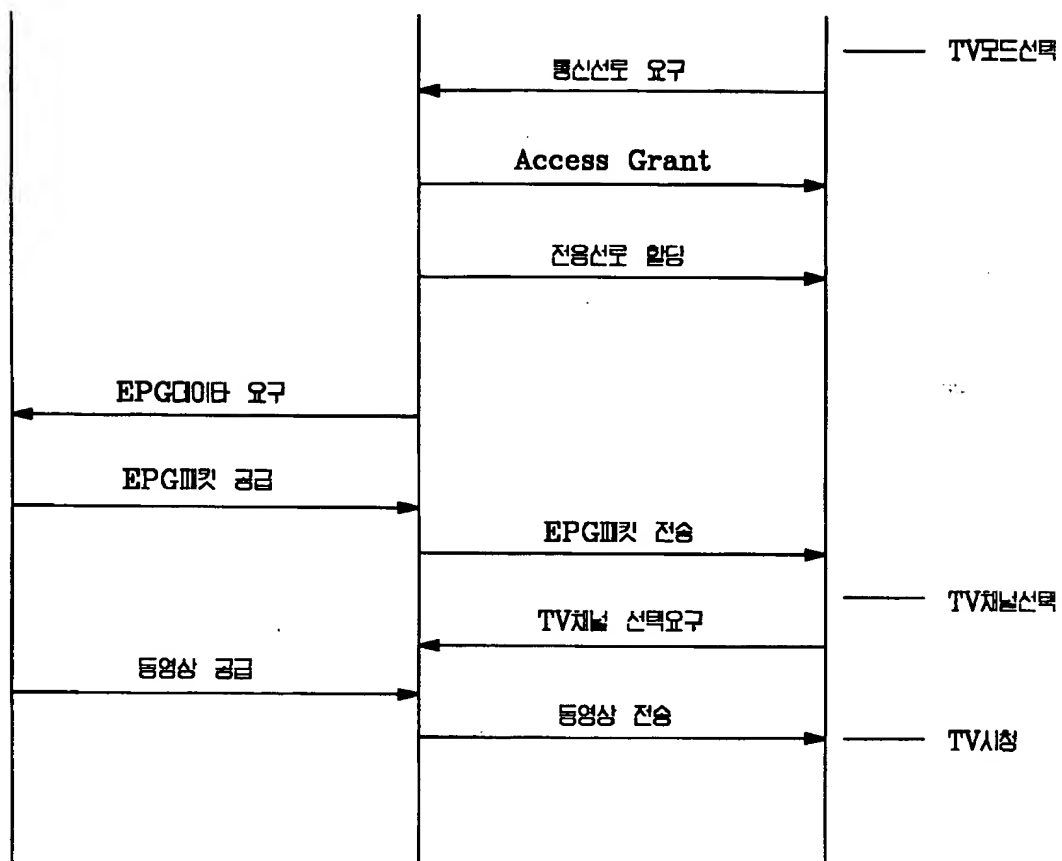 TV모드선택
통신선로 요구
Access Grant
전용선로 할당
EPG데이타 요구
EPG패킷 공급
EPG패킷 전송
TV채널선택
TV채널 선택요구
동영상 공급
동영상 전송
TV시청